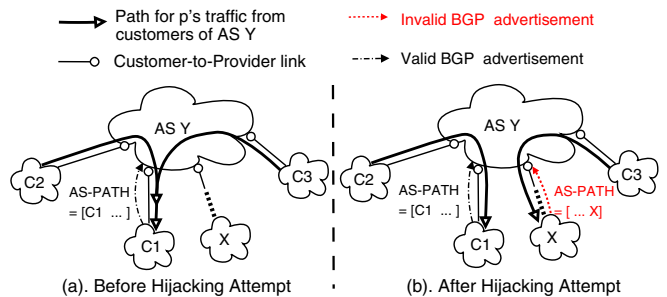 Path for p's traffic from
customers of AS Y
Customer-to-Provider link
Invalid BGP advertisement
Valid BGP advertisement
AS Y
C2
C3
AS-PATH
= [C1 ... ]
C1
X
(a). Before Hijacking Attempt
AS Y
C2
C3
AS-PATH
= [C1 ... ]
AS-PATH
= [ ... X]
C1
X
(b). After Hijacking Attempt